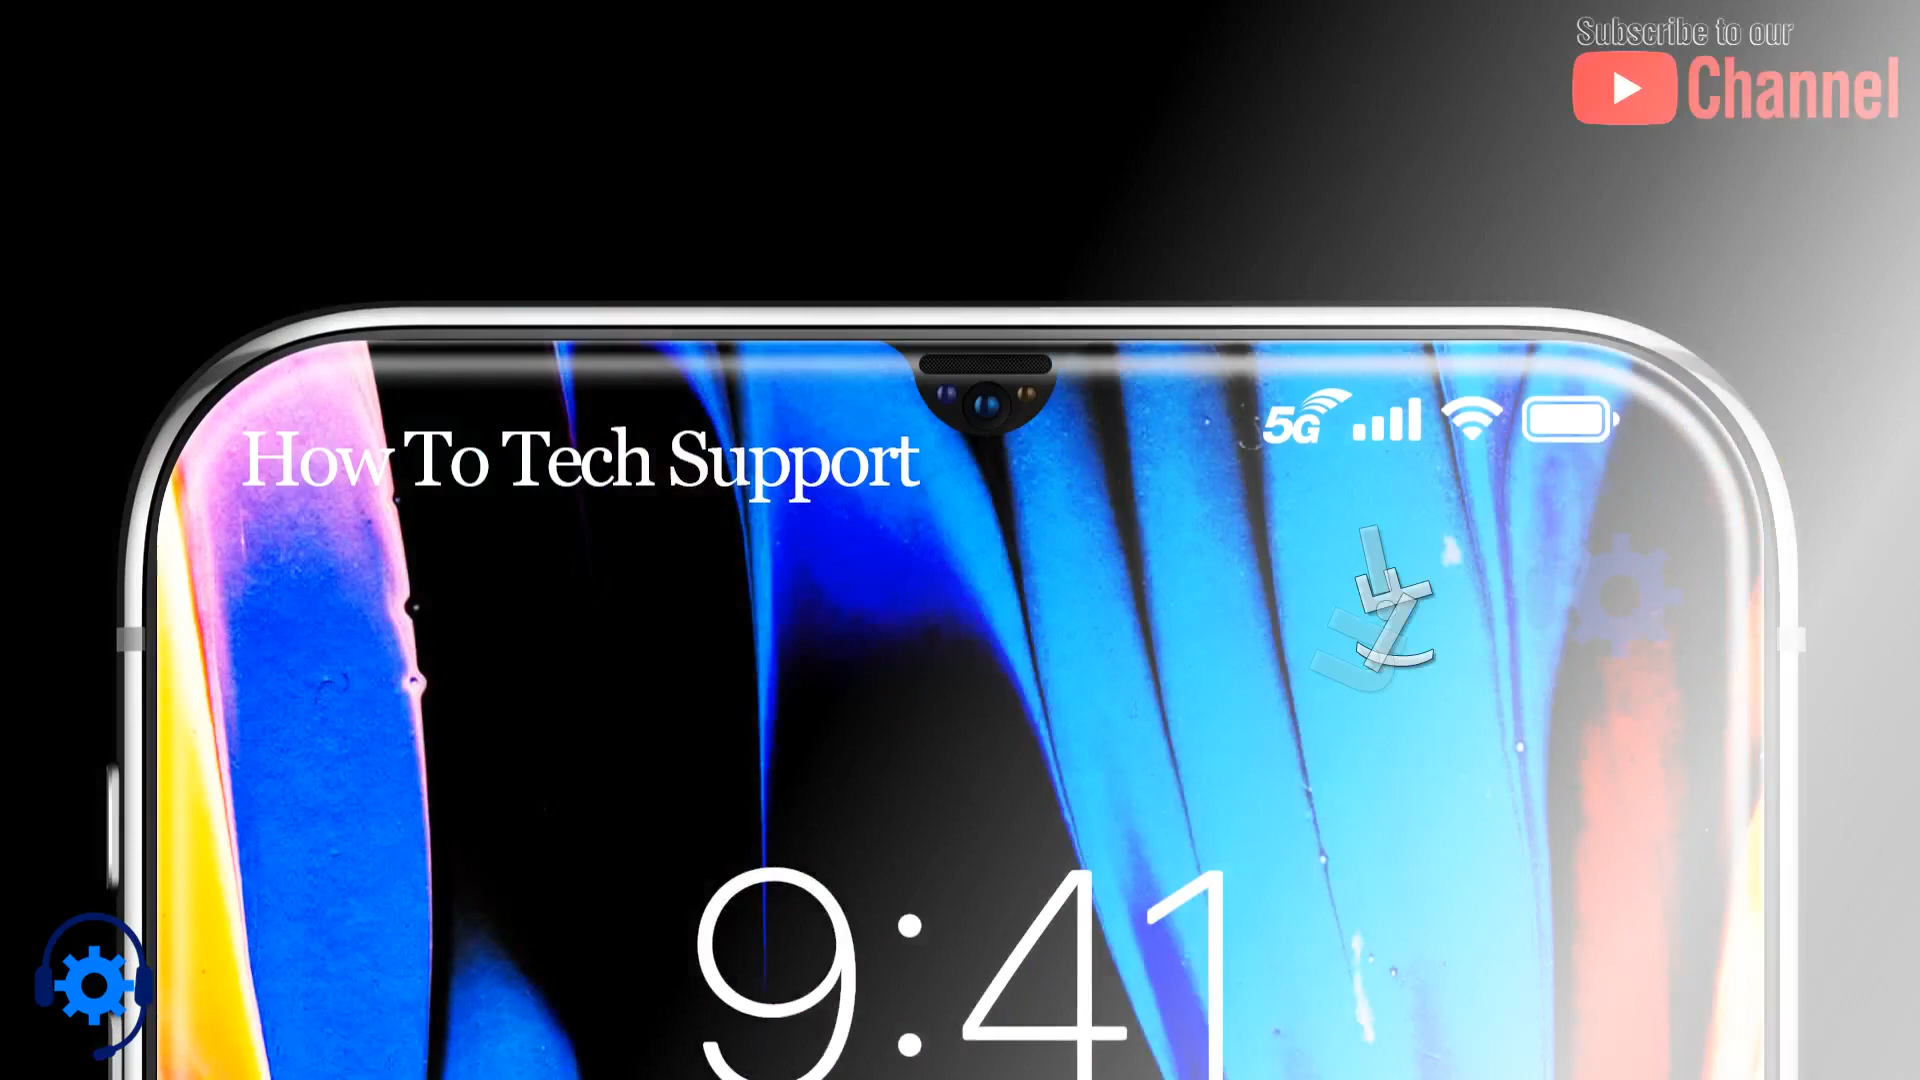 Subscribe to our
Channel
5G
How To Tech Support
9:41